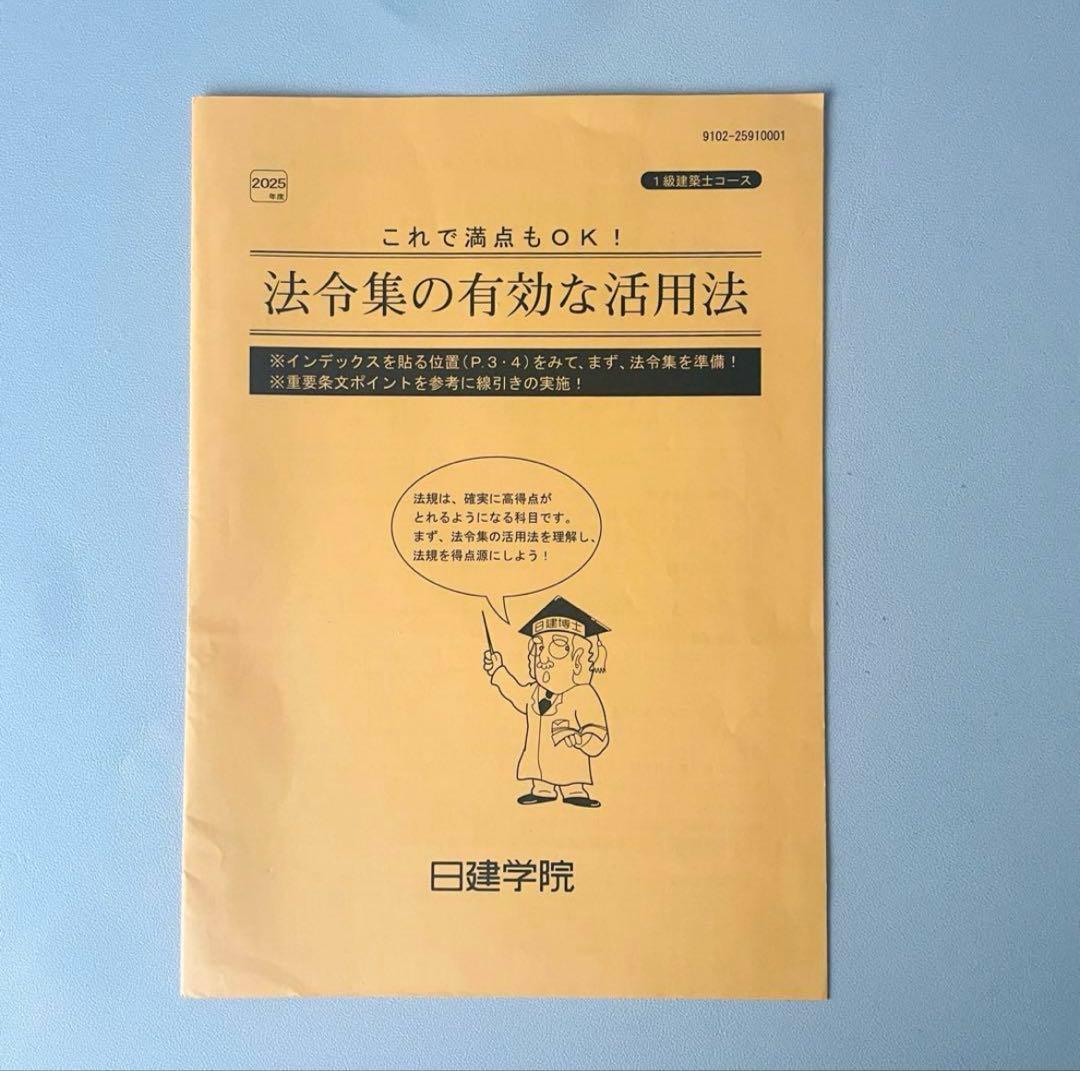 9102-25910001
2025
年度
1級建築士コース
これで満点もOK!
法令集の有効な活用法
※インデックスを貼る位置(P.3・4)をみて、まず、法令集を準備!
※重要条文ポイントを参考に線引きの実施!
法規は、確実に高得点が
とれるようになる科目です。
まず、法令集の活用法を理解し、
法規を得点源にしよう!
日建博士
日建学院